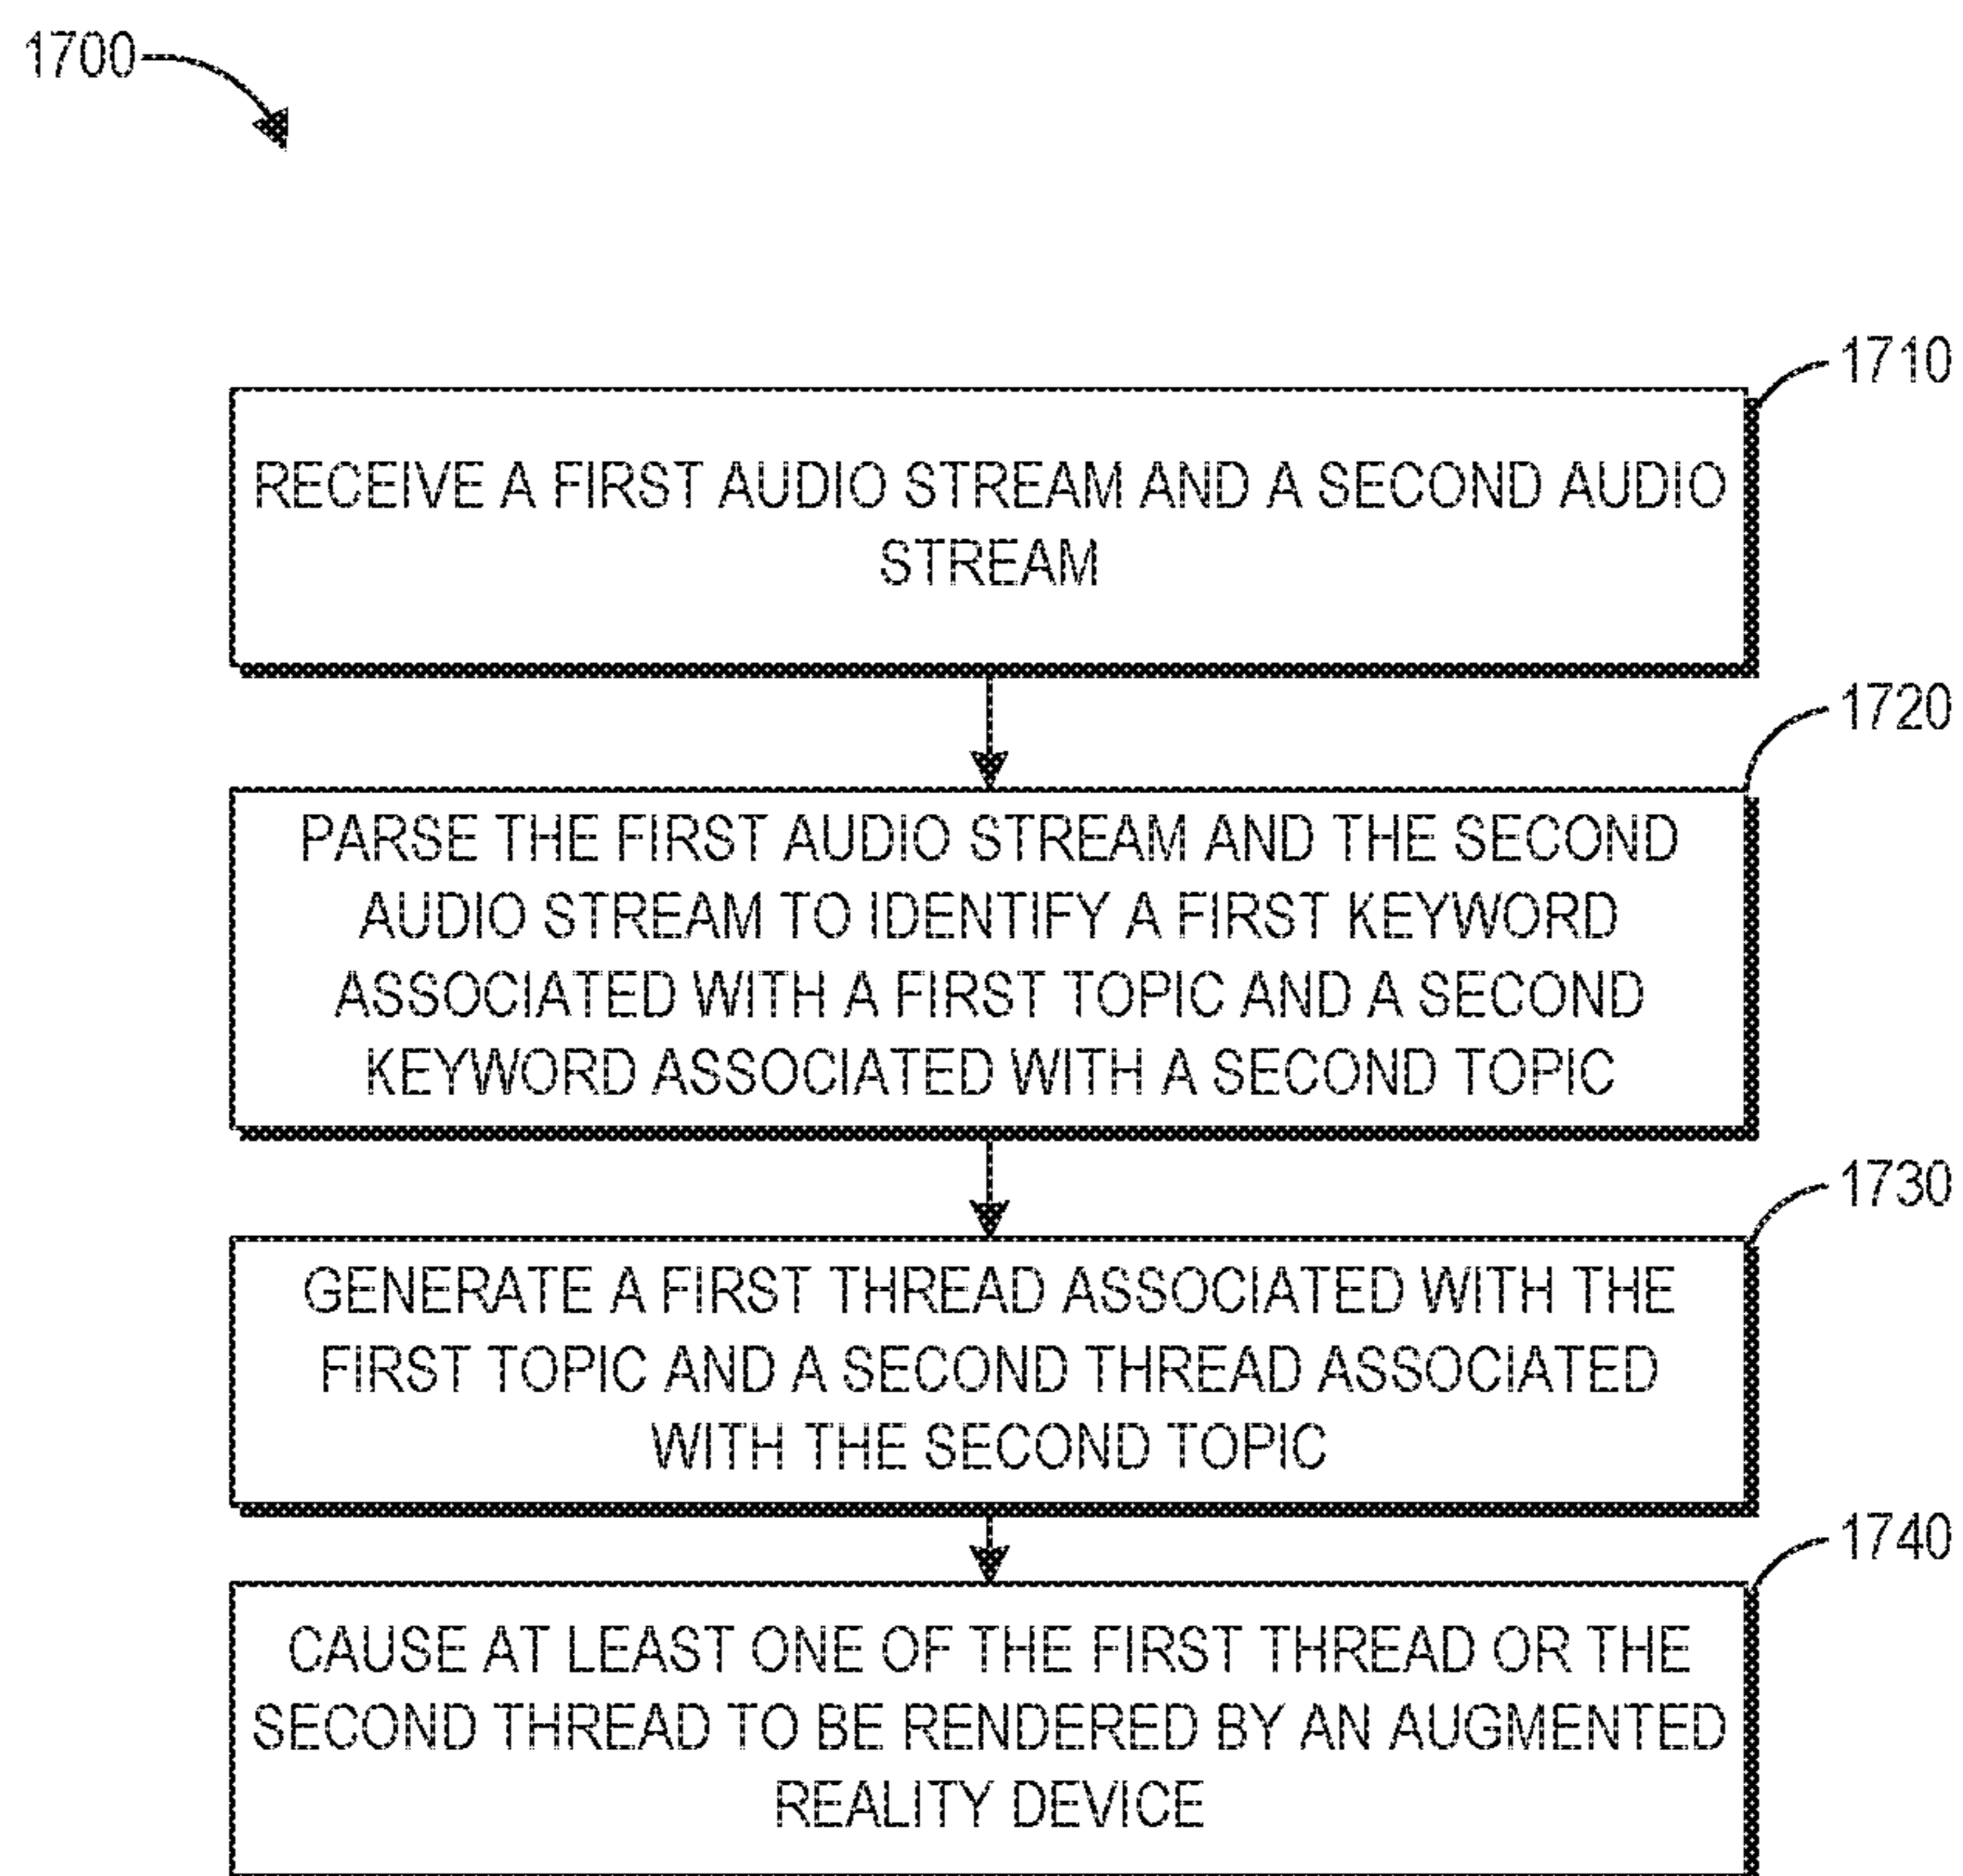 1700
1710
RECEIVE A FIRST AUDIO STREAM AND A SECOND AUDIO
STREAM
1720
PARSE THE FIRST AUDIO STREAM AND THE SECOND
AUDIO STREAM TO IDENTIFY A FIRST KEYWORD
ASSOCIATED WITH A FIRST TOPIC AND A SECOND
KEYWORD ASSOCIATED WITH A SECOND TOPIC
1730
GENERATE A FIRST THREAD ASSOCIATED WITH THE
FIRST TOPIC AND A SECOND THREAD ASSOCIATED
WITH THE SECOND TOPIC
1740
CAUSE AT LEAST ONE OF THE FIRST THREAD OR THE
SECOND THREAD TO BE RENDERED BY AN AUGMENTED
REALITY DEVICE